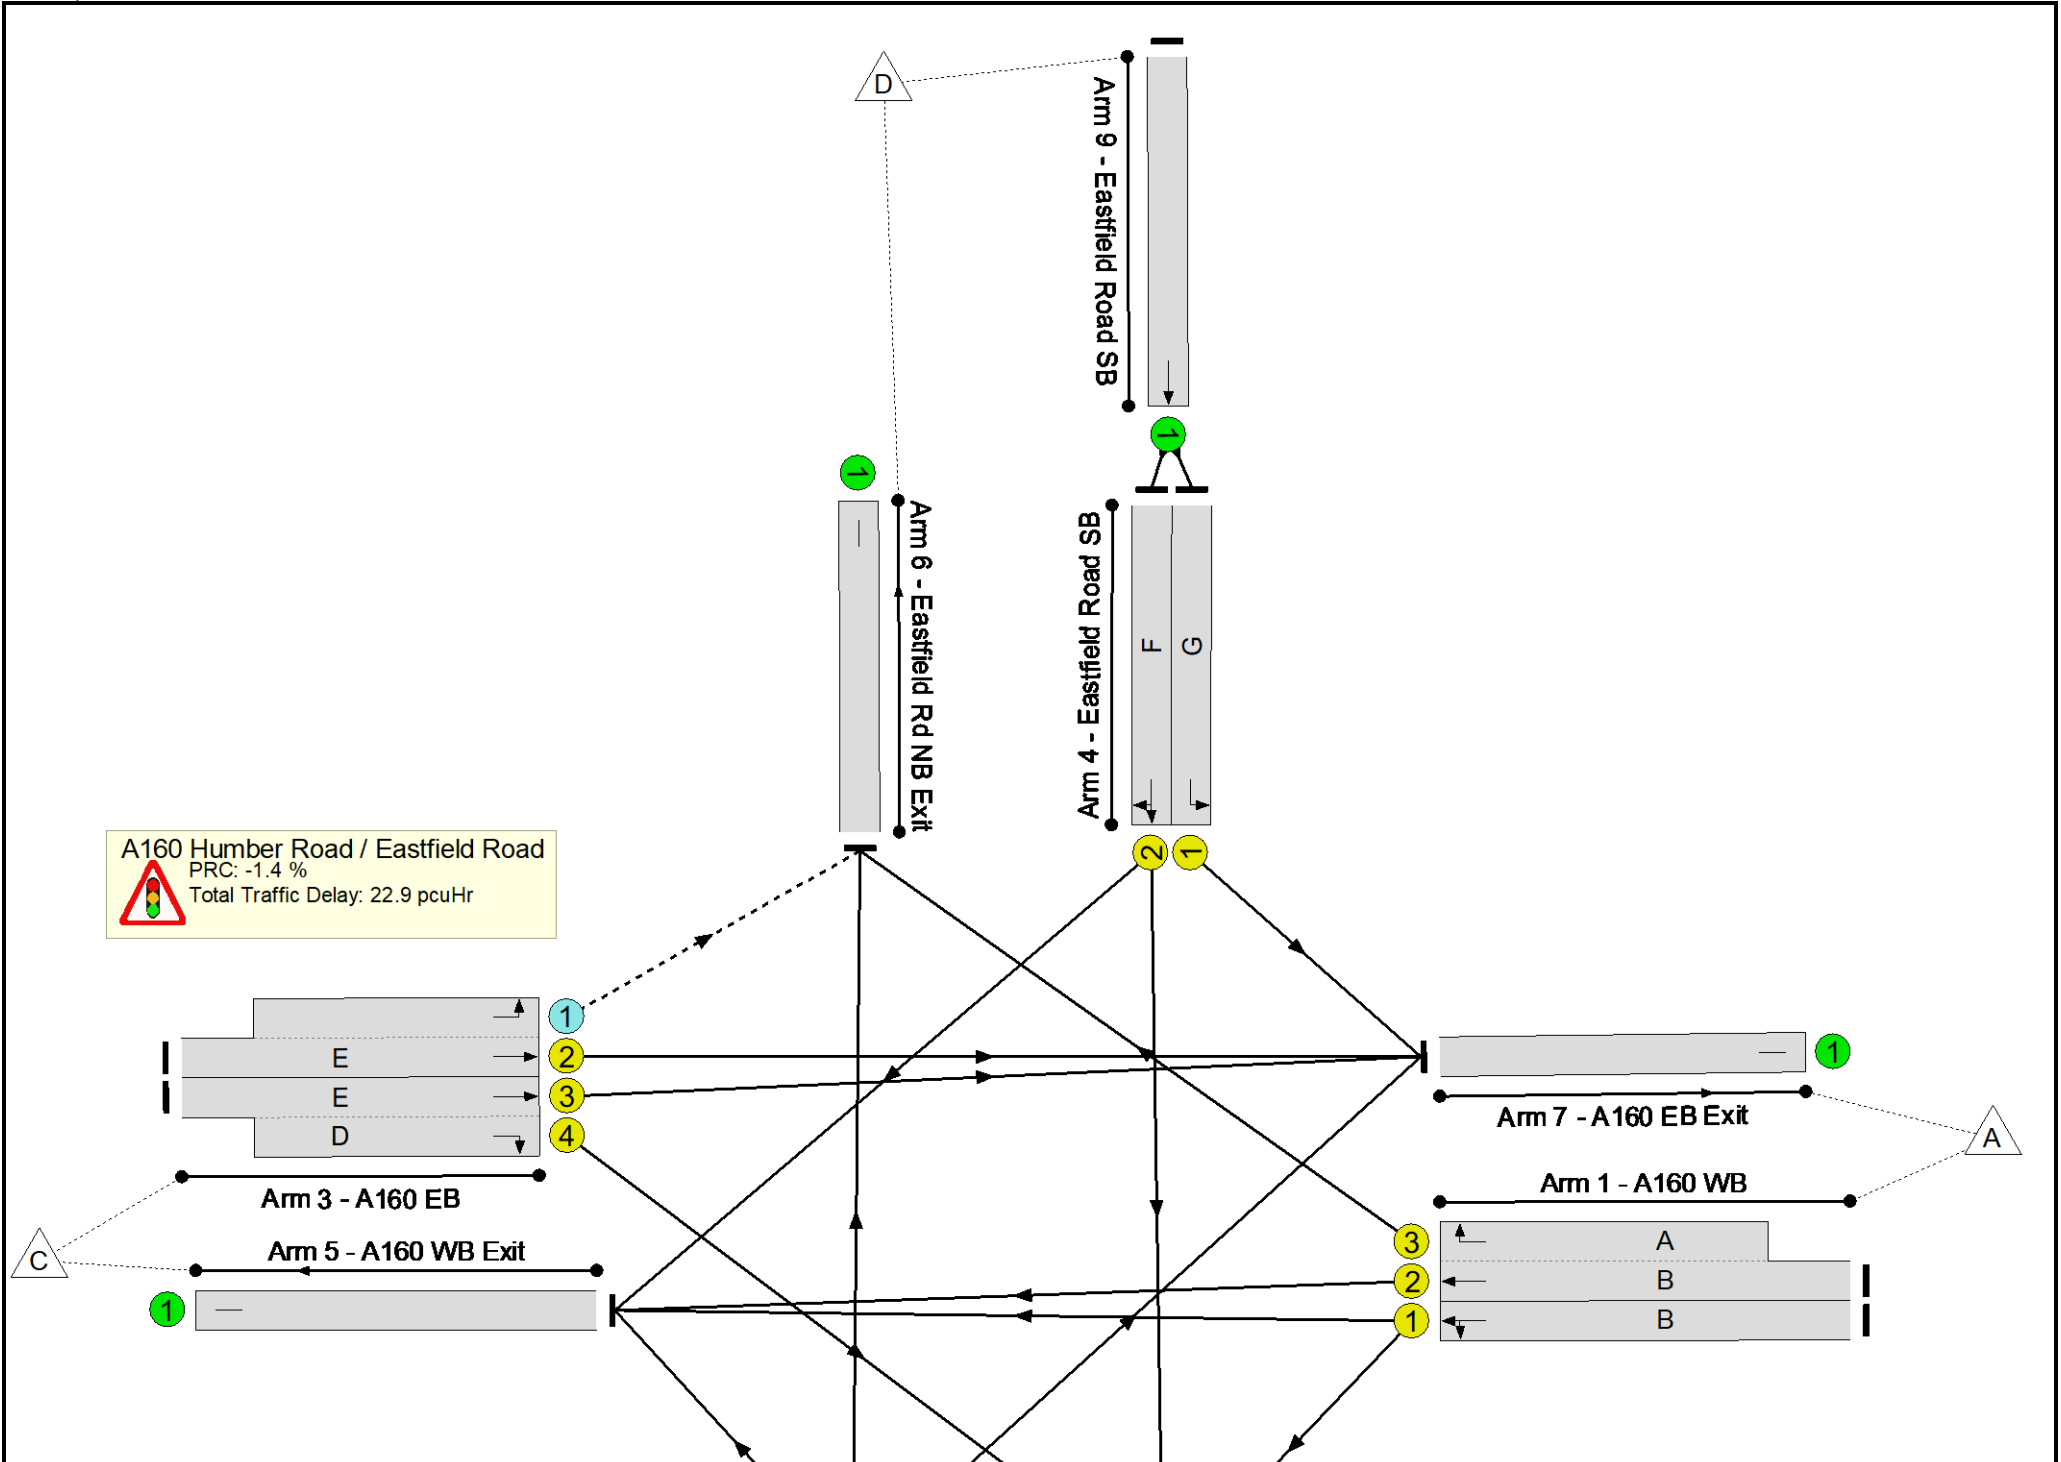 D
Arm 9 - Eastfield Road SB
1
1
Arm 6 - Eastfield Rd NB Exit
Arm 4 - Eastfield Road SB
F
G
2
1
A160 Humber Road / Eastfield Road
PRC: -1.4 %
Total Traffic Delay: 22.9 pcuHr
1
E
2
E
3
D
4
Arm 3 - A160 EB
1
Arm 7 - A160 EB Exit
A
Arm 1 - A160 WB
C
Arm 5 - A160 WB Exit
1
3
A
2
B
1
B